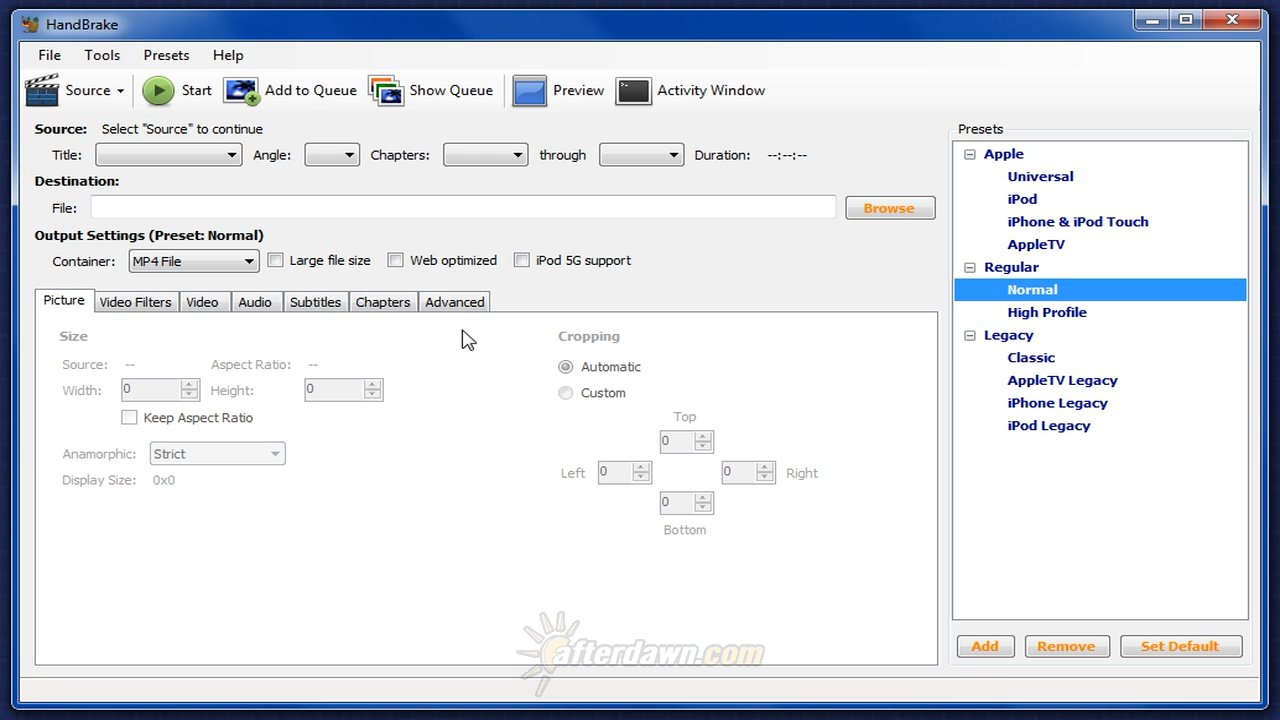 HandBrake
File Tools Presets Help
Source Start Add to Queue Show Queue Preview Activity Window
Source: Select "Source" to continue
Title: Angle: Chapters: through Duration: --:--:--
Destination:
File: Browse
Output Settings (Preset: Normal)
Container: MP4 File Large file size Web optimized iPod 5G support
Picture Video Filters Video Audio Subtitles Chapters Advanced
Size
Source: -- Aspect Ratio: --
Width: 0 Height: 0
Keep Aspect Ratio
Anamorphic: Strict
Display Size: 0x0
Cropping
Automatic
Custom
Top
0
Left 0 0 Right
0
Bottom
Presets
Apple
Universal
iPod
iPhone & iPod Touch
AppleTV
Regular
Normal
High Profile
Legacy
Classic
AppleTV Legacy
iPhone Legacy
iPod Legacy
Add Remove Set Default
afterdawn.com